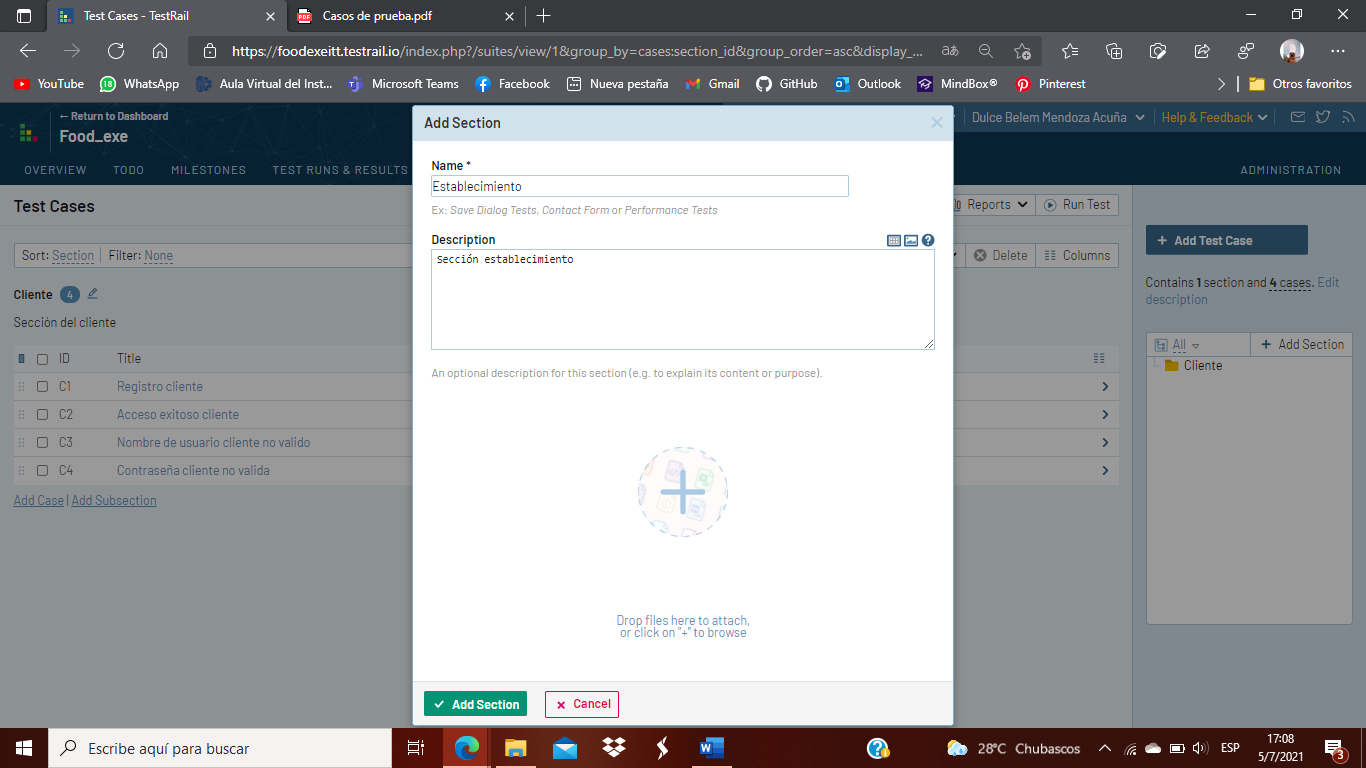 Test Cases - TestRail
Casos de prueba.pdf
https://foodexeitt.testrail.io/index.php?/suites/view/1&group_by=cases:section_id&group_order=asc&display_...
YouTube
18
WhatsApp
Aula Virtual del Inst...
Microsoft Teams
Facebook
Nueva pestaña
Gmail
GitHub
Outlook
MindBox®
Pinterest
Otros favoritos
← Return to Dashboard
Food_exe
Dulce Belem Mendoza Acuña
Help & Feedback
OVERVIEW
TODO
MILESTONES
TEST RUNS & RESULTS
ADMINISTRATION
Test Cases
Reports
Run Test
Sort: Section
Filter: None
Delete
Columns
Cliente 4
Sección del cliente
ID
Title
C1
Registro cliente
C2
Acceso exitoso cliente
C3
Nombre de usuario cliente no valido
C4
Contraseña cliente no valida
Add Case | Add Subsection
Add Section
Name *
Establecimiento
Ex: Save Dialog Tests, Contact Form or Performance Tests
Description
Sección establecimiento
An optional description for this section (e.g. to explain its content or purpose).
Drop files here to attach,
or click on "+" to browse
Add Section
Cancel
+ Add Test Case
Contains 1 section and 4 cases. Edit
description
All
+ Add Section
Cliente
Escribe aquí para buscar
28°C Chubascos
ESP
17:08
5/7/2021
3